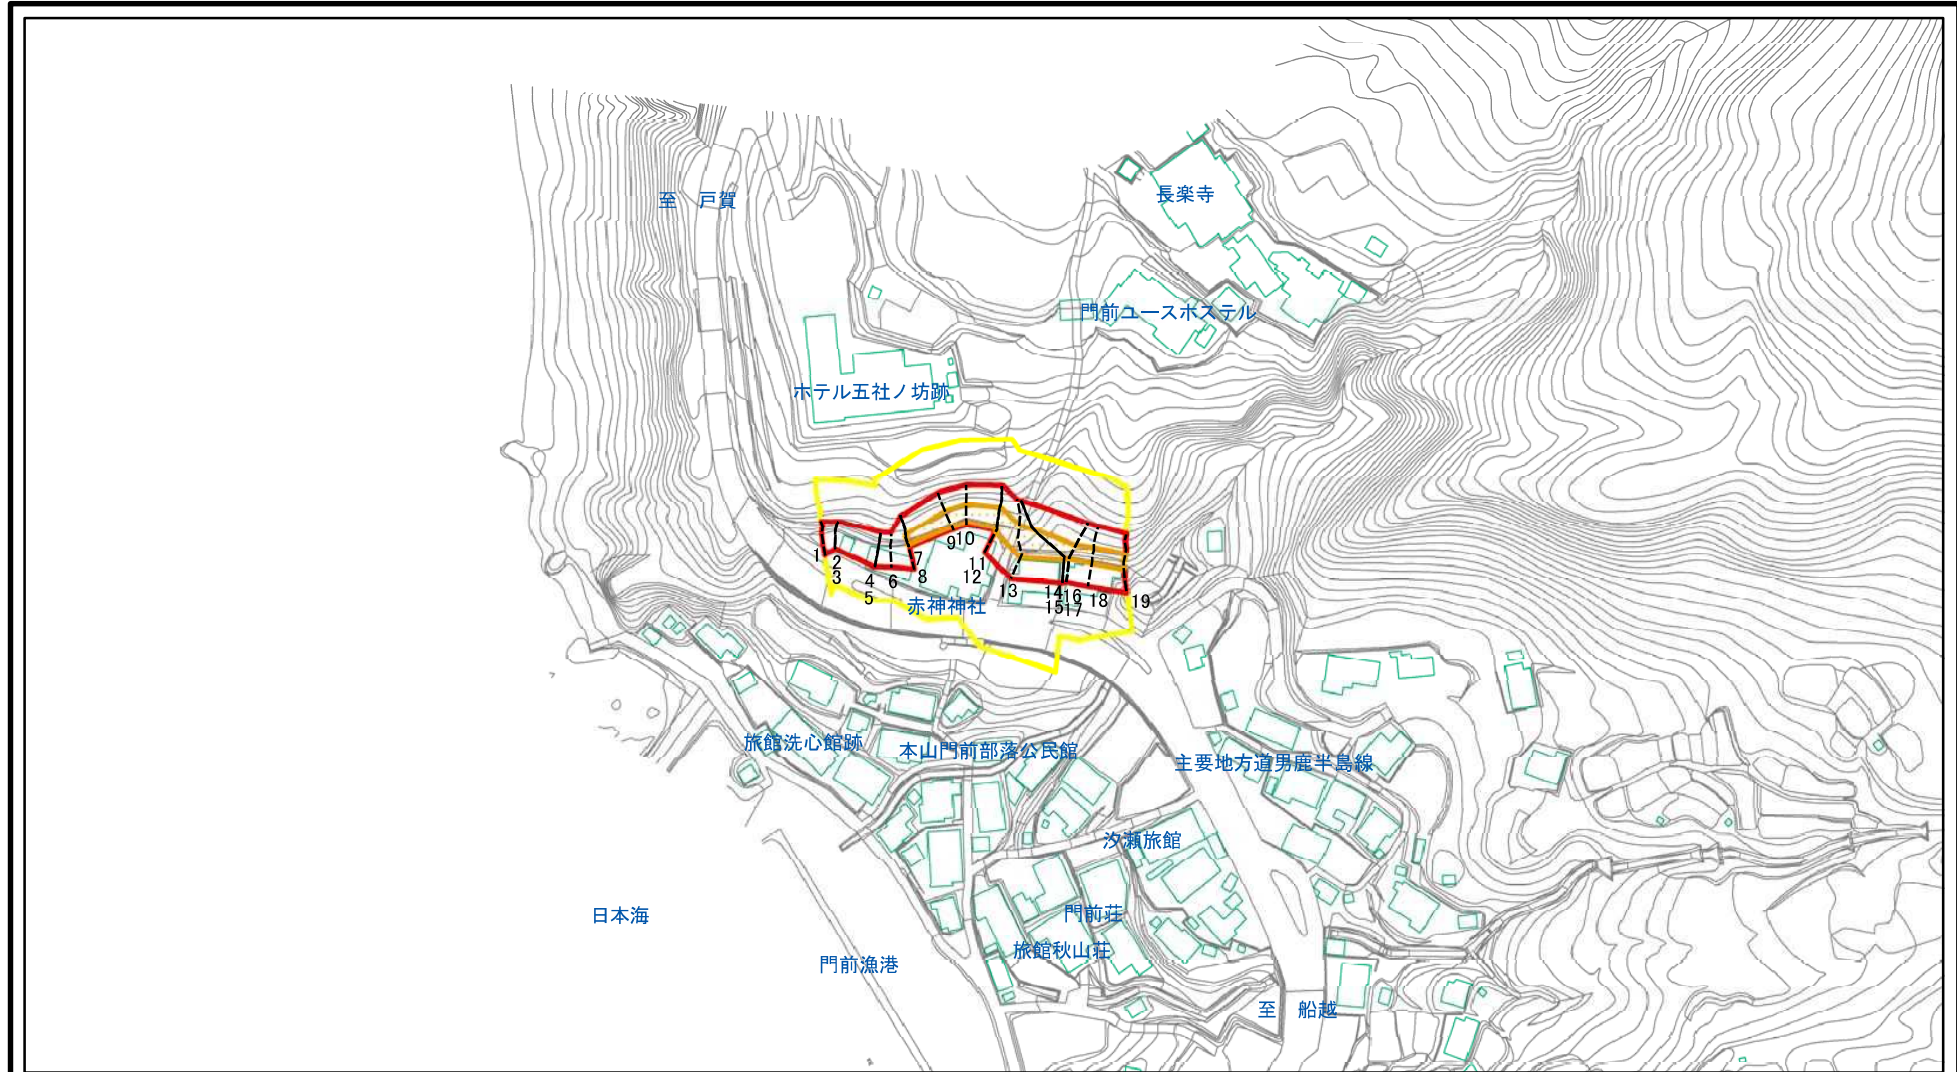 至　戸賀
長楽寺
門前ユースホステル
ホテル五社ノ坊跡
1
2
3
4
5
6
7
8
9
10
11
12
13
14
15
16
17
18
19
赤神神社
旅館洗心館跡
本山門前部落公民館
主要地方道男鹿半島線
汐瀬旅館
日本海
門前荘
旅館秋山荘
門前漁港
至　船越